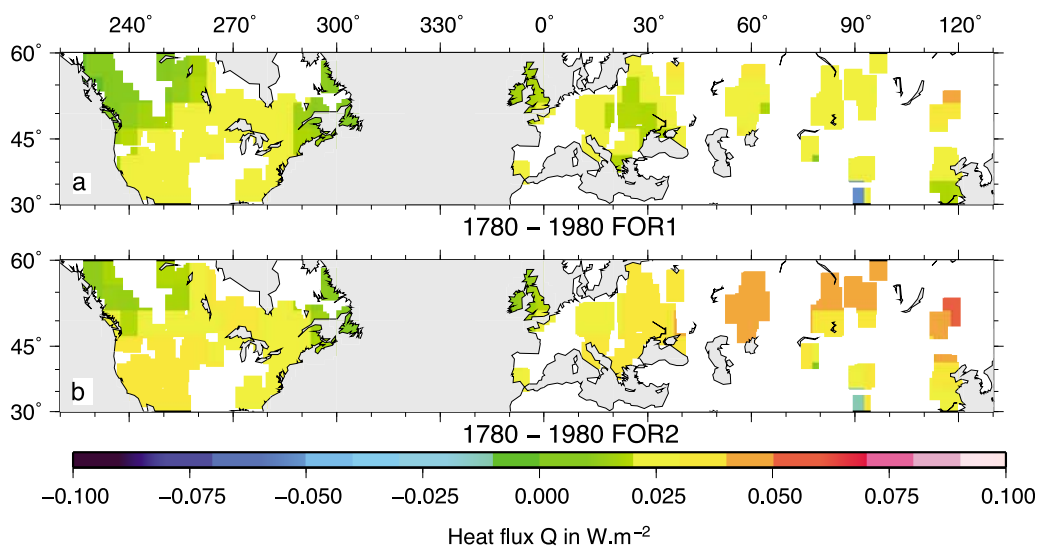 240° 270° 300° 330° 0° 30° 60° 90° 120°
60°
45°
30°
a
1780 − 1980 FOR1
60°
45°
30°
b
1780 − 1980 FOR2
−0.100 −0.075 −0.050 −0.025 0.000 0.025 0.050 0.075 0.100
Heat flux Q in W.m−2